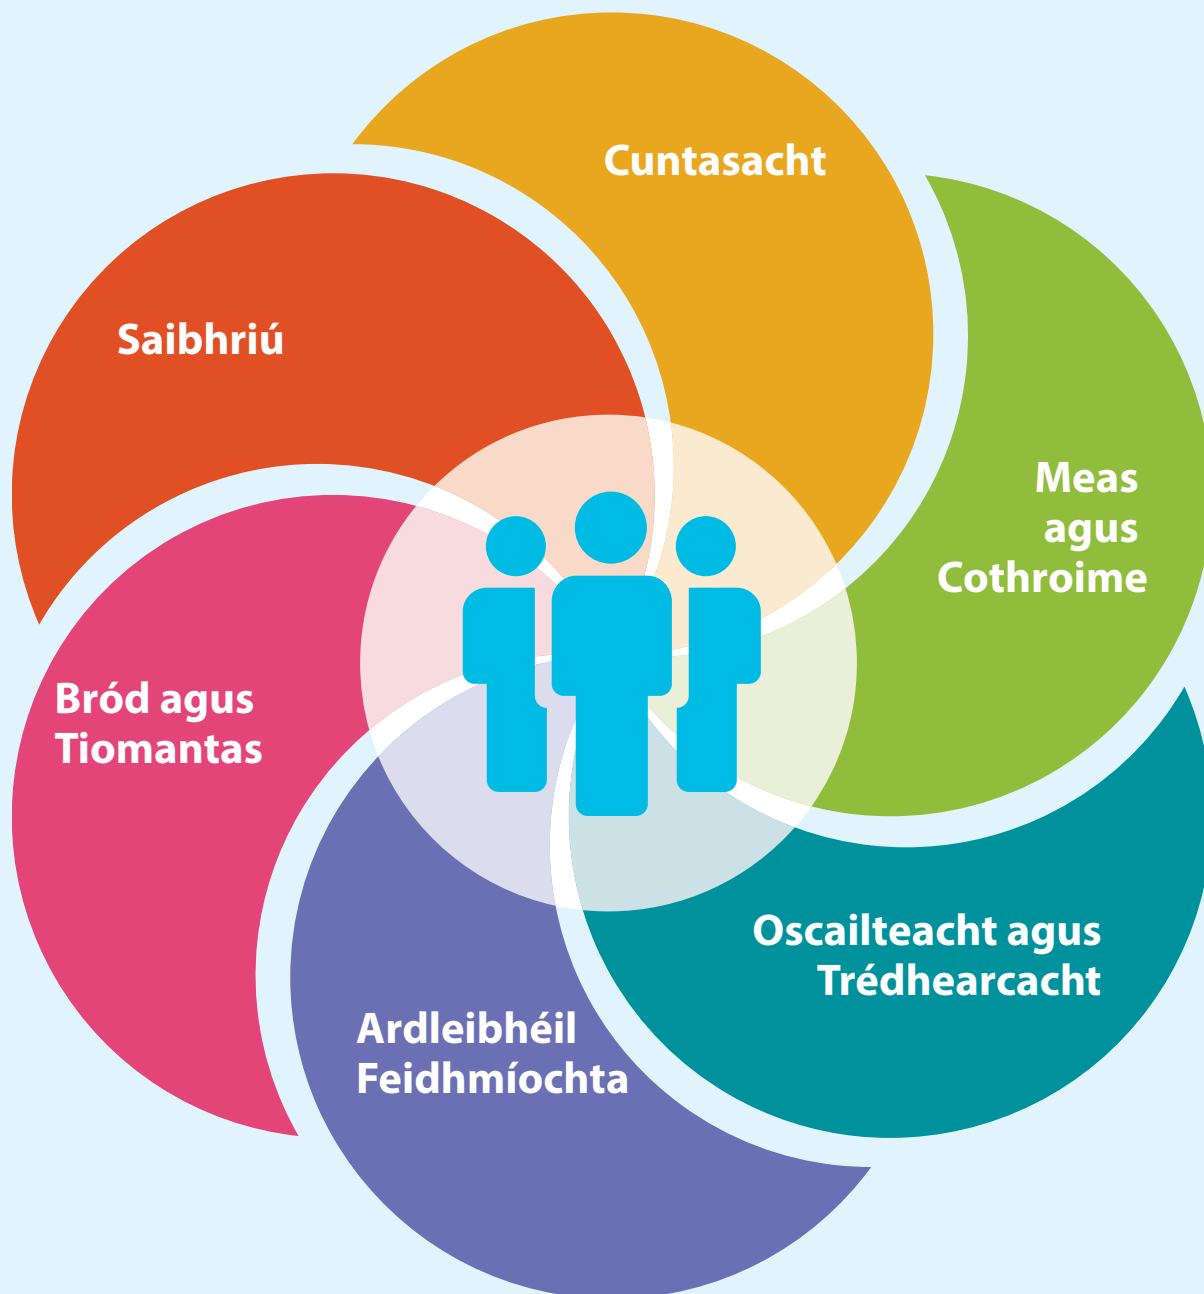 Cuntasacht
Meas
agus
Cothroime
Oscailteacht agus
Trédhearcacht
Ardleibhéil
Feidhmíochta
Bród agus
Tiomantas
Saibhriú